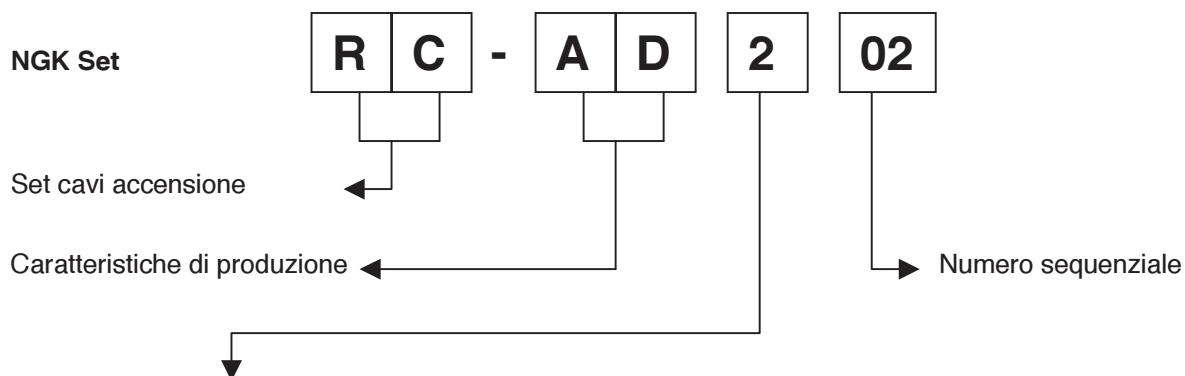 NGK Set R C - A D 2 02
Set cavi accensione
Caratteristiche di produzione Numero sequenziale